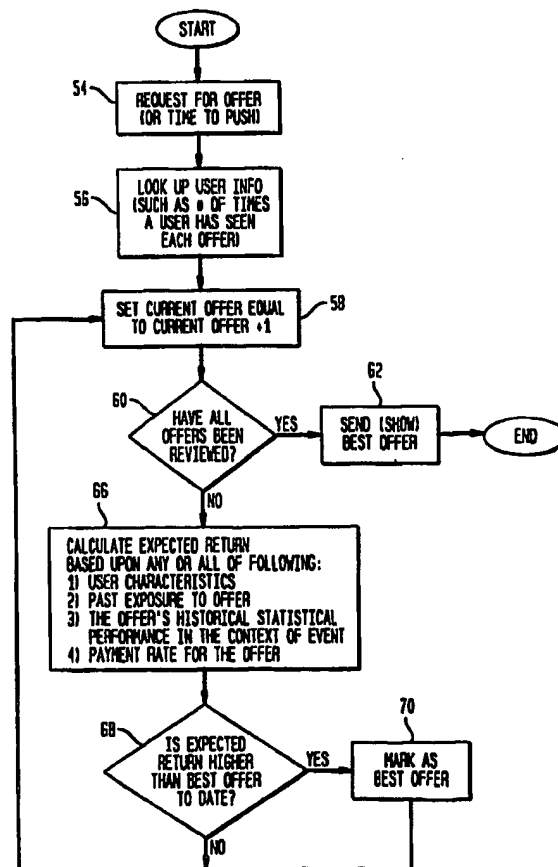 START
54
REQUEST FOR OFFER
(OR TIME TO PUSH)
56
LOOK UP USER INFO
(SUCH AS # OF TIMES
A USER HAS SEEN
EACH OFFER)
SET CURRENT OFFER EQUAL
TO CURRENT OFFER +1
58
60
HAVE ALL
OFFERS BEEN
REVIEWED?
YES
62
SEND (SHOW)
BEST OFFER
END
NO
66
CALCULATE EXPECTED RETURN
BASED UPON ANY OR ALL OF FOLLOWING:
1) USER CHARACTERISTICS
2) PAST EXPOSURE TO OFFER
3) THE OFFER'S HISTORICAL STATISTICAL
PERFORMANCE IN THE CONTEXT OF EVENT
4) PAYMENT RATE FOR THE OFFER
68
IS EXPECTED
RETURN HIGHER
THAN BEST OFFER
TO DATE?
YES
70
MARK AS
BEST OFFER
NO